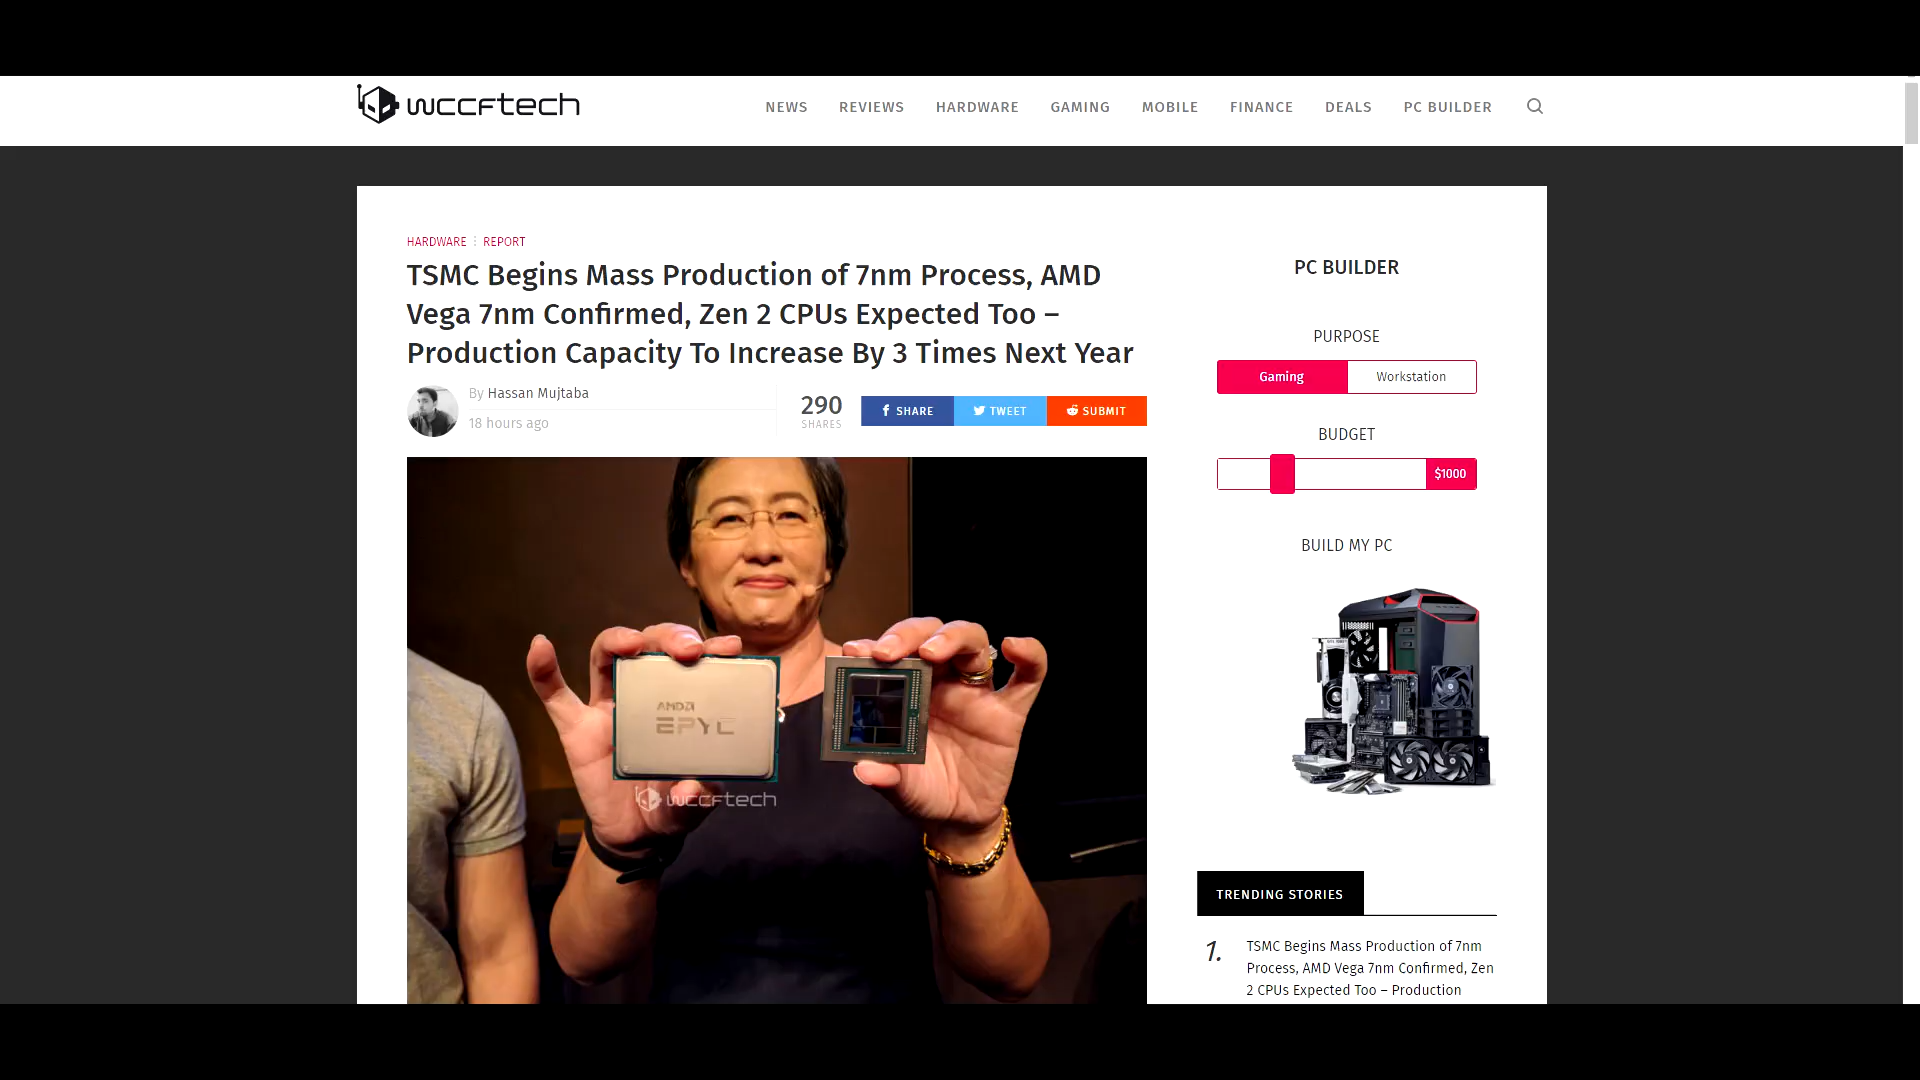 wccftech
NEWS REVIEWS HARDWARE GAMING MOBILE FINANCE DEALS PC BUILDER
HARDWARE REPORT
TSMC Begins Mass Production of 7nm Process, AMD
Vega 7nm Confirmed, Zen 2 CPUs Expected Too –
Production Capacity To Increase By 3 Times Next Year
By Hassan Mujtaba
18 hours ago
290
SHARES
SHARE TWEET SUBMIT
AMD
EPYC
wccftech
PC BUILDER
PURPOSE
Gaming Workstation
BUDGET
$1000
BUILD MY PC
TRENDING STORIES
1.
TSMC Begins Mass Production of 7nm
Process, AMD Vega 7nm Confirmed, Zen
2 CPUs Expected Too – Production